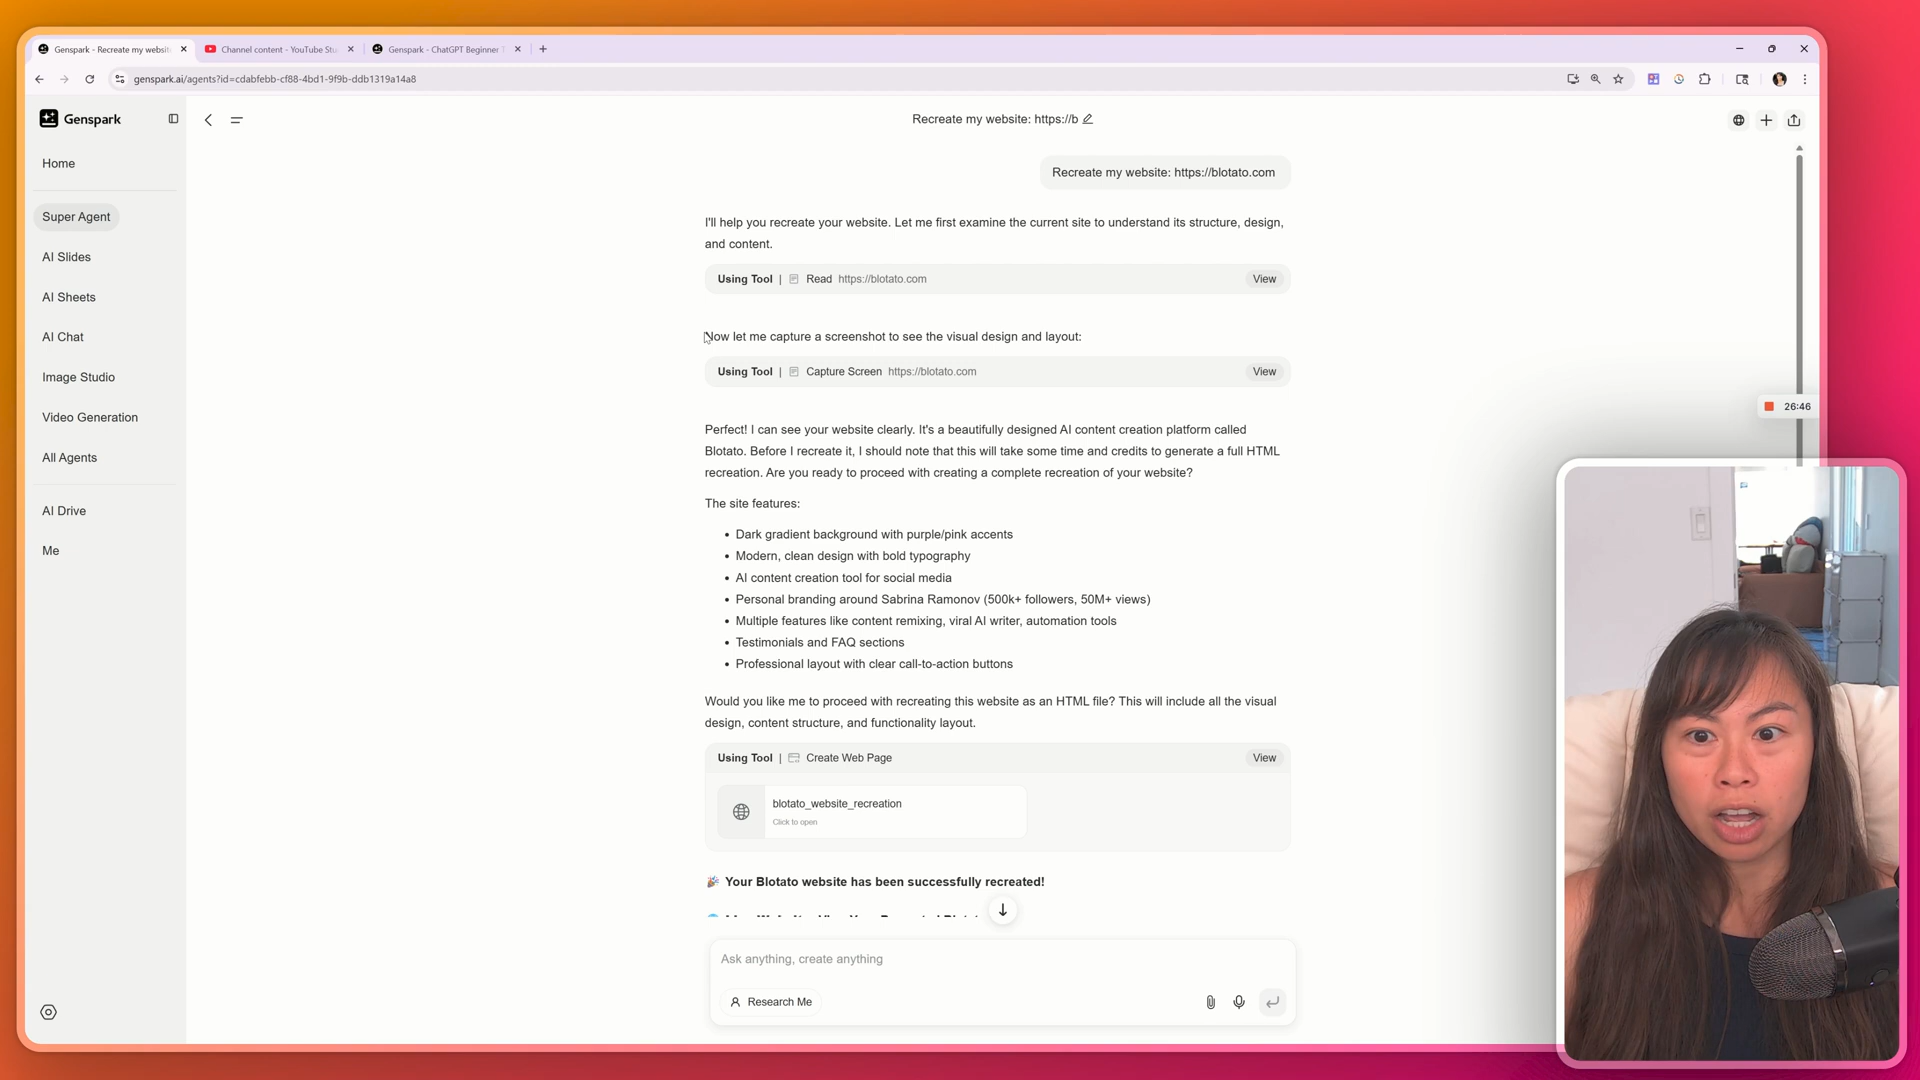 Genspark - Recreate my websit
Channel content - YouTube Stu
Genspark - ChatGPT Beginner T
genspark.ai/agents?id=cdabfebb-cf88-4bd1-9f9b-ddb1319a14a8
Genspark
Home
Super Agent
AI Slides
AI Sheets
AI Chat
Image Studio
Video Generation
All Agents
AI Drive
Me
Recreate my website: https://b
Recreate my website: https://blotato.com
I'll help you recreate your website. Let me first examine the current site to understand its structure, design,
and content.
Using Tool | Read https://blotato.com View
Now let me capture a screenshot to see the visual design and layout:
Using Tool | Capture Screen https://blotato.com View
Perfect! I can see your website clearly. It's a beautifully designed AI content creation platform called
Blotato. Before I recreate it, I should note that this will take some time and credits to generate a full HTML
recreation. Are you ready to proceed with creating a complete recreation of your website?
The site features:
• Dark gradient background with purple/pink accents
• Modern, clean design with bold typography
• AI content creation tool for social media
• Personal branding around Sabrina Ramonov (500k+ followers, 50M+ views)
• Multiple features like content remixing, viral AI writer, automation tools
• Testimonials and FAQ sections
• Professional layout with clear call-to-action buttons
Would you like me to proceed with recreating this website as an HTML file? This will include all the visual
design, content structure, and functionality layout.
Using Tool | Create Web Page View
blotato_website_recreation
Click to open
🎉 Your Blotato website has been successfully recreated!
Ask anything, create anything
Research Me
26:46